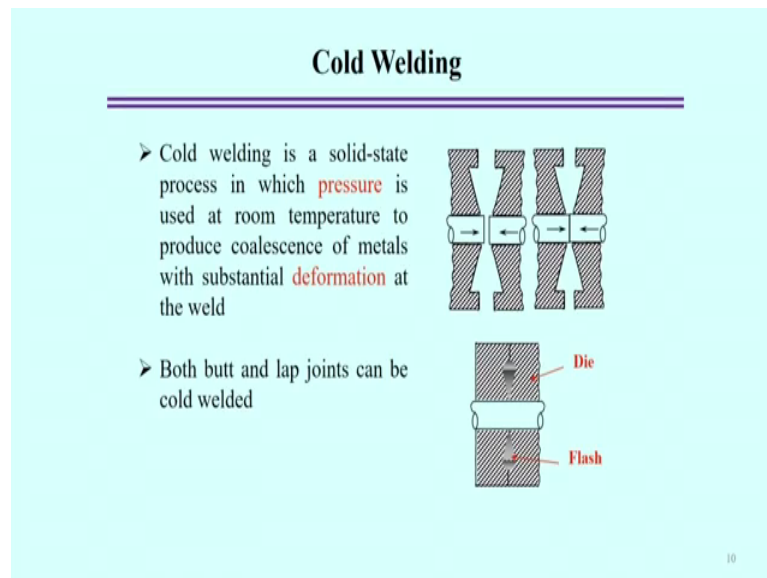 Cold Welding
➢ Cold welding is a solid-state
process in which pressure is
used at room temperature to
produce coalescence of metals
with substantial deformation at
the weld
➢ Both butt and lap joints can be
cold welded
Die
Flash
10